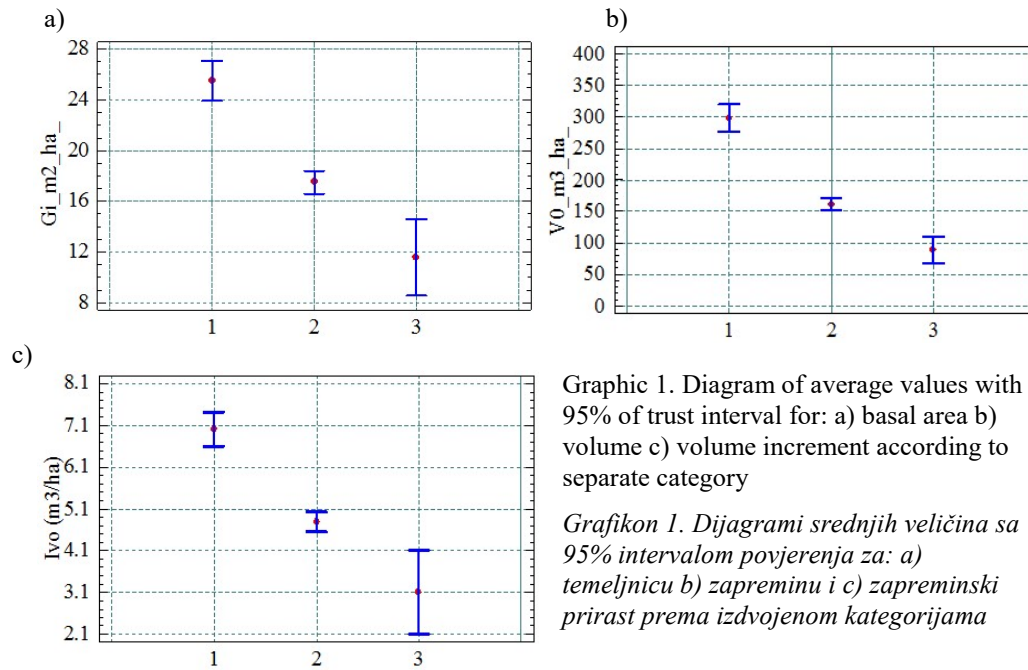 a)
Gi_m2_ha_
28
24
20
16
12
8
1 2 3
b)
V0_m3_ha_
400
350
300
250
200
150
100
50
0
1 2 3
c)
Ivo (m3/ha)
8.1
7.1
6.1
5.1
4.1
3.1
2.1
1 2 3
Graphic 1. Diagram of average values with
95% of trust interval for: a) basal area b)
volume c) volume increment according to
separate category
Grafikon 1. Dijagrami srednjih veličina sa
95% intervalom povjerenja za: a)
temeljnicu b) zapreminu i c) zapreminski
prirast prema izdvojenom kategorijama